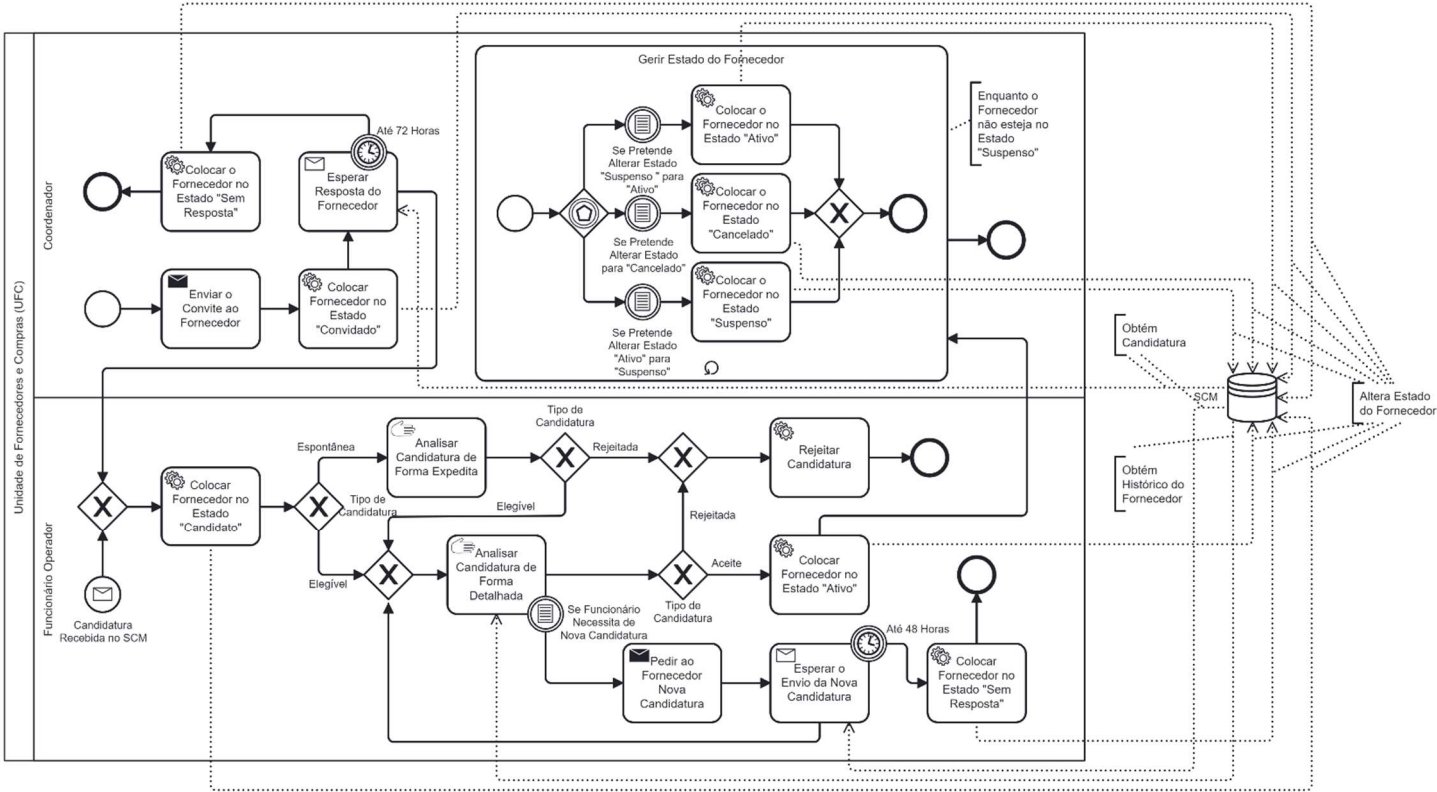 Unidade de Fornecedores e Compras (UFC)
Coordenador
Até 72 Horas
Colocar o
Fornecedor no
Estado "Sem
Resposta"
Esperar
Resposta do
Fornecedor
Enviar o
Convite ao
Fornecedor
Colocar
Fornecedor no
Estado
"Convidado"
Gerir Estado do Fornecedor
Se Pretende
Alterar Estado
"Suspenso " para
"Ativo"
Colocar o
Fornecedor no
Estado "Ativo"
Se Pretende
Alterar Estado
para "Cancelado"
Colocar o
Fornecedor no
Estado
"Cancelado"
Se Pretende
Alterar Estado
"Ativo" para
"Suspenso"
Colocar o
Fornecedor no
Estado
"Suspenso"
Enquanto o
Fornecedor
não esteja no
Estado
"Suspenso"
Obtém
Candidatura
SCM
Altera Estado
do Fornecedor
Obtém
Histórico do
Fornecedor
Funcionário Operador
Candidatura
Recebida no SCM
Colocar
Fornecedor no
Estado
"Candidato"
Tipo de
Candidatura
Espontânea
Elegível
Analisar
Candidatura de
Forma Expedita
Tipo de
Candidatura
Rejeitada
Elegível
Rejeitar
Candidatura
Analisar
Candidatura de
Forma
Detalhada
Se Funcionário
Necessita de
Nova Candidatura
Rejeitada
Aceite
Tipo de
Candidatura
Colocar
Fornecedor no
Estado "Ativo"
Pedir ao
Fornecedor
Nova
Candidatura
Esperar o
Envio da Nova
Candidatura
Até 48 Horas
Colocar
Fornecedor no
Estado "Sem
Resposta"